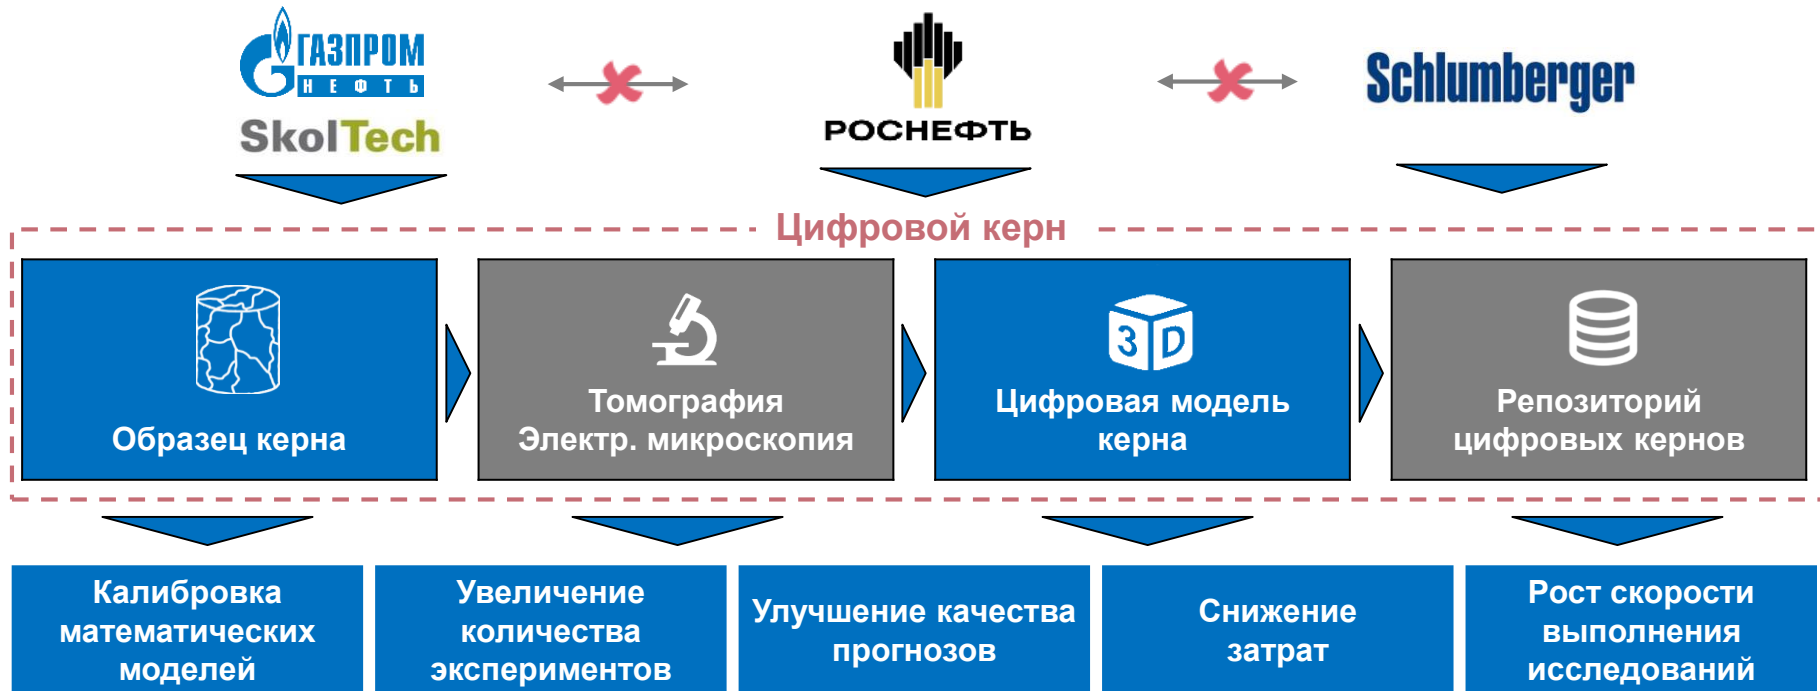 ГАЗПРОМ
НЕФТЬ
SkolTech
РОСНЕФТЬ
Schlumberger
Цифровой керн
Образец керна
Томография
Электр. микроскопия
3D
Цифровая модель
керна
Репозиторий
цифровых кернов
Калибровка
математических
моделей
Увеличение
количества
экспериментов
Улучшение качества
прогнозов
Снижение
затрат
Рост скорости
выполнения
исследований